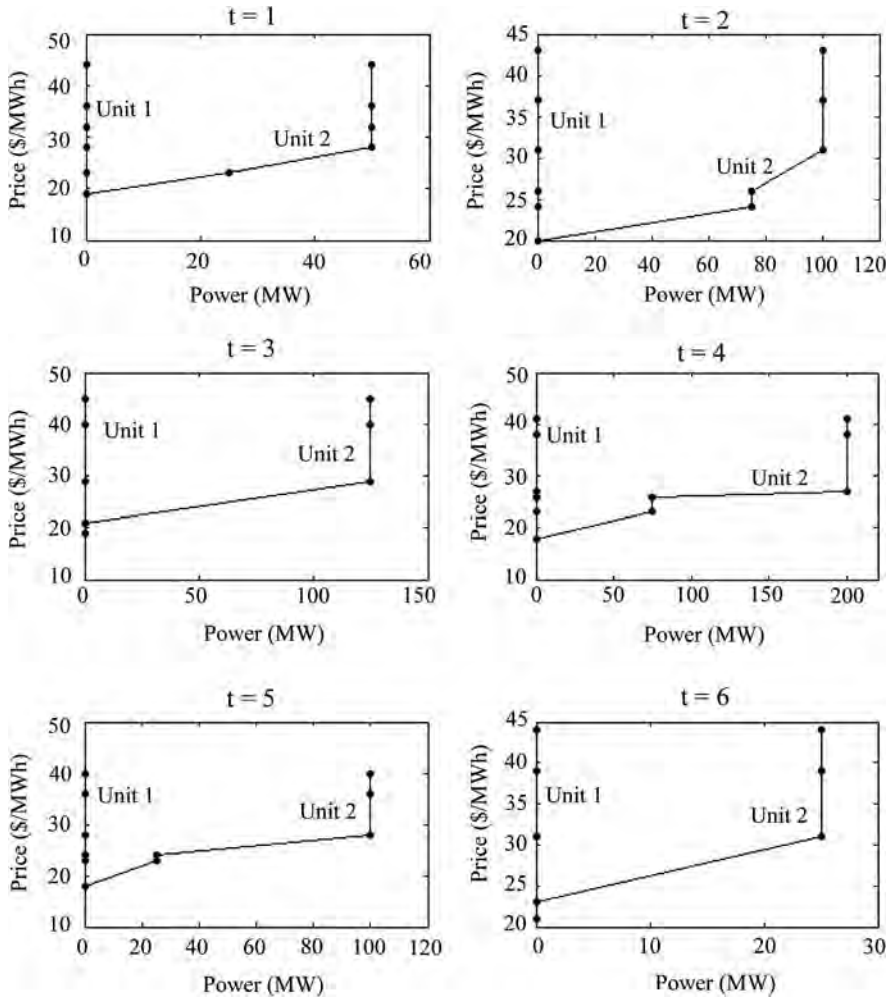 t = 1
Price ($/MWh)
50
40
30
20
10
Unit 1
Unit 2
0
20
40
60
Power (MW)
t = 2
Price ($/MWh)
45
40
35
30
25
20
Unit 1
Unit 2
0
20
40
60
80
100
120
Power (MW)
t = 3
Price ($/MWh)
50
40
30
20
10
Unit 1
Unit 2
0
50
100
150
Power (MW)
t = 4
Price ($/MWh)
50
40
30
20
10
Unit 1
Unit 2
0
50
100
150
200
Power (MW)
t = 5
Price ($/MWh)
50
40
30
20
10
Unit 1
Unit 2
0
20
40
60
80
100
120
Power (MW)
t = 6
Price ($/MWh)
45
40
35
30
25
20
Unit 1
Unit 2
0
10
20
30
Power (MW)